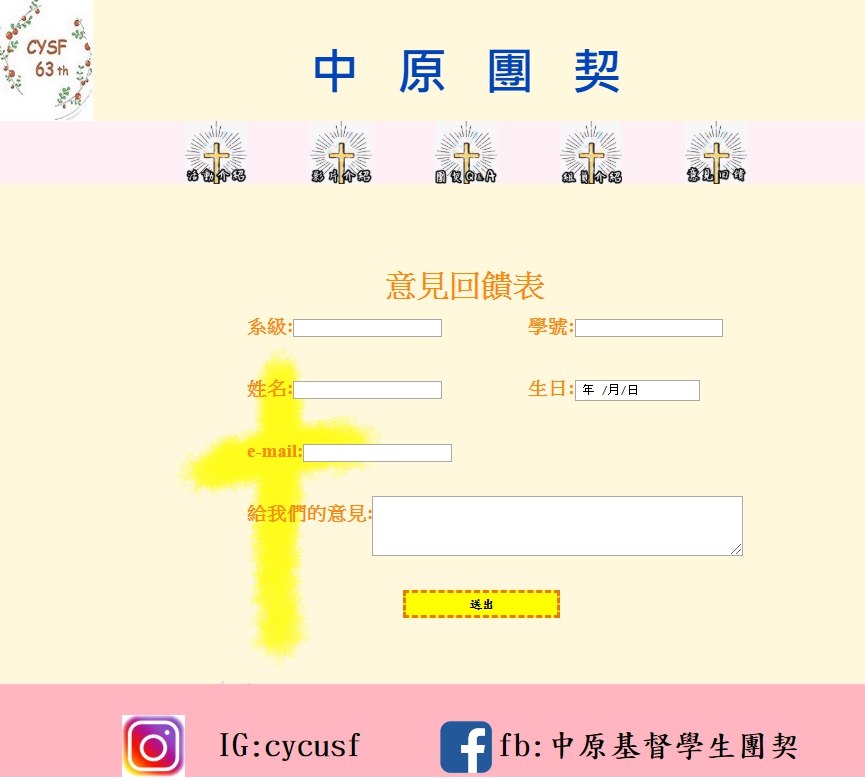 CYSF
63 th
中原團契
活動介紹 影片介紹 團契Q&A 組員介紹 意見回饋
意見回饋表
系級: 學號:
姓名: 生日: 年 /月/日
e-mail:
給我們的意見:
送出
IG:cycusf fb:中原基督學生團契